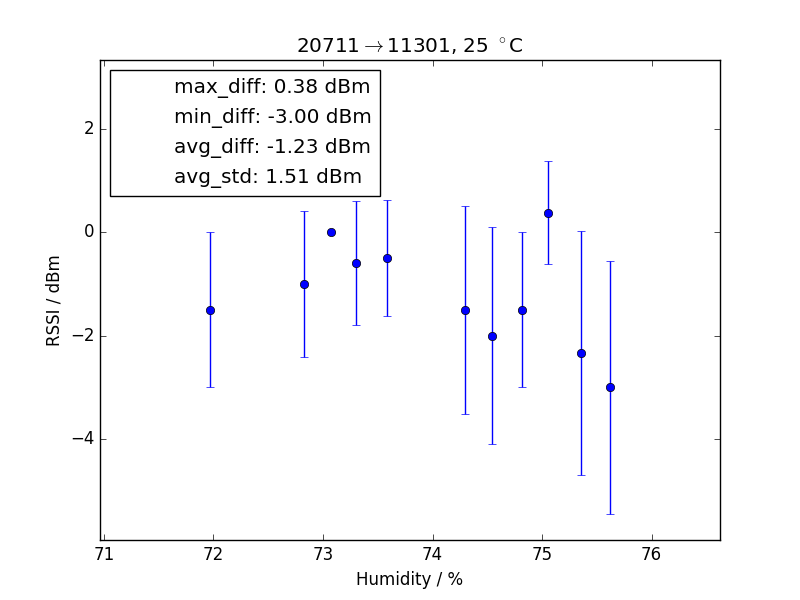 20711→11301, 25 °C
max_diff: 0.38 dBm
min_diff: -3.00 dBm
avg_diff: -1.23 dBm
avg_std: 1.51 dBm
RSSI / dBm
2
0
−2
−4
71 72 73 74 75 76
Humidity / %